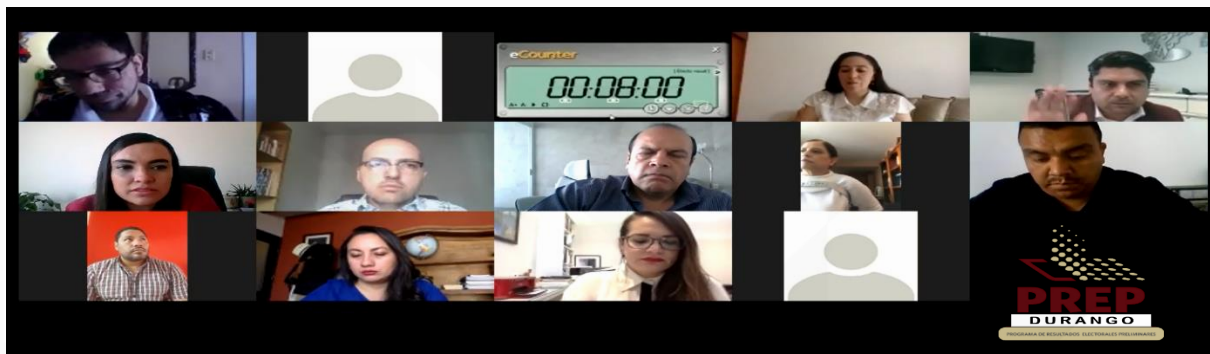 eCounter
00:08:00
PREP
DURANGO
PROGRAMA DE RESULTADOS ELECTORALES PRELIMINARES